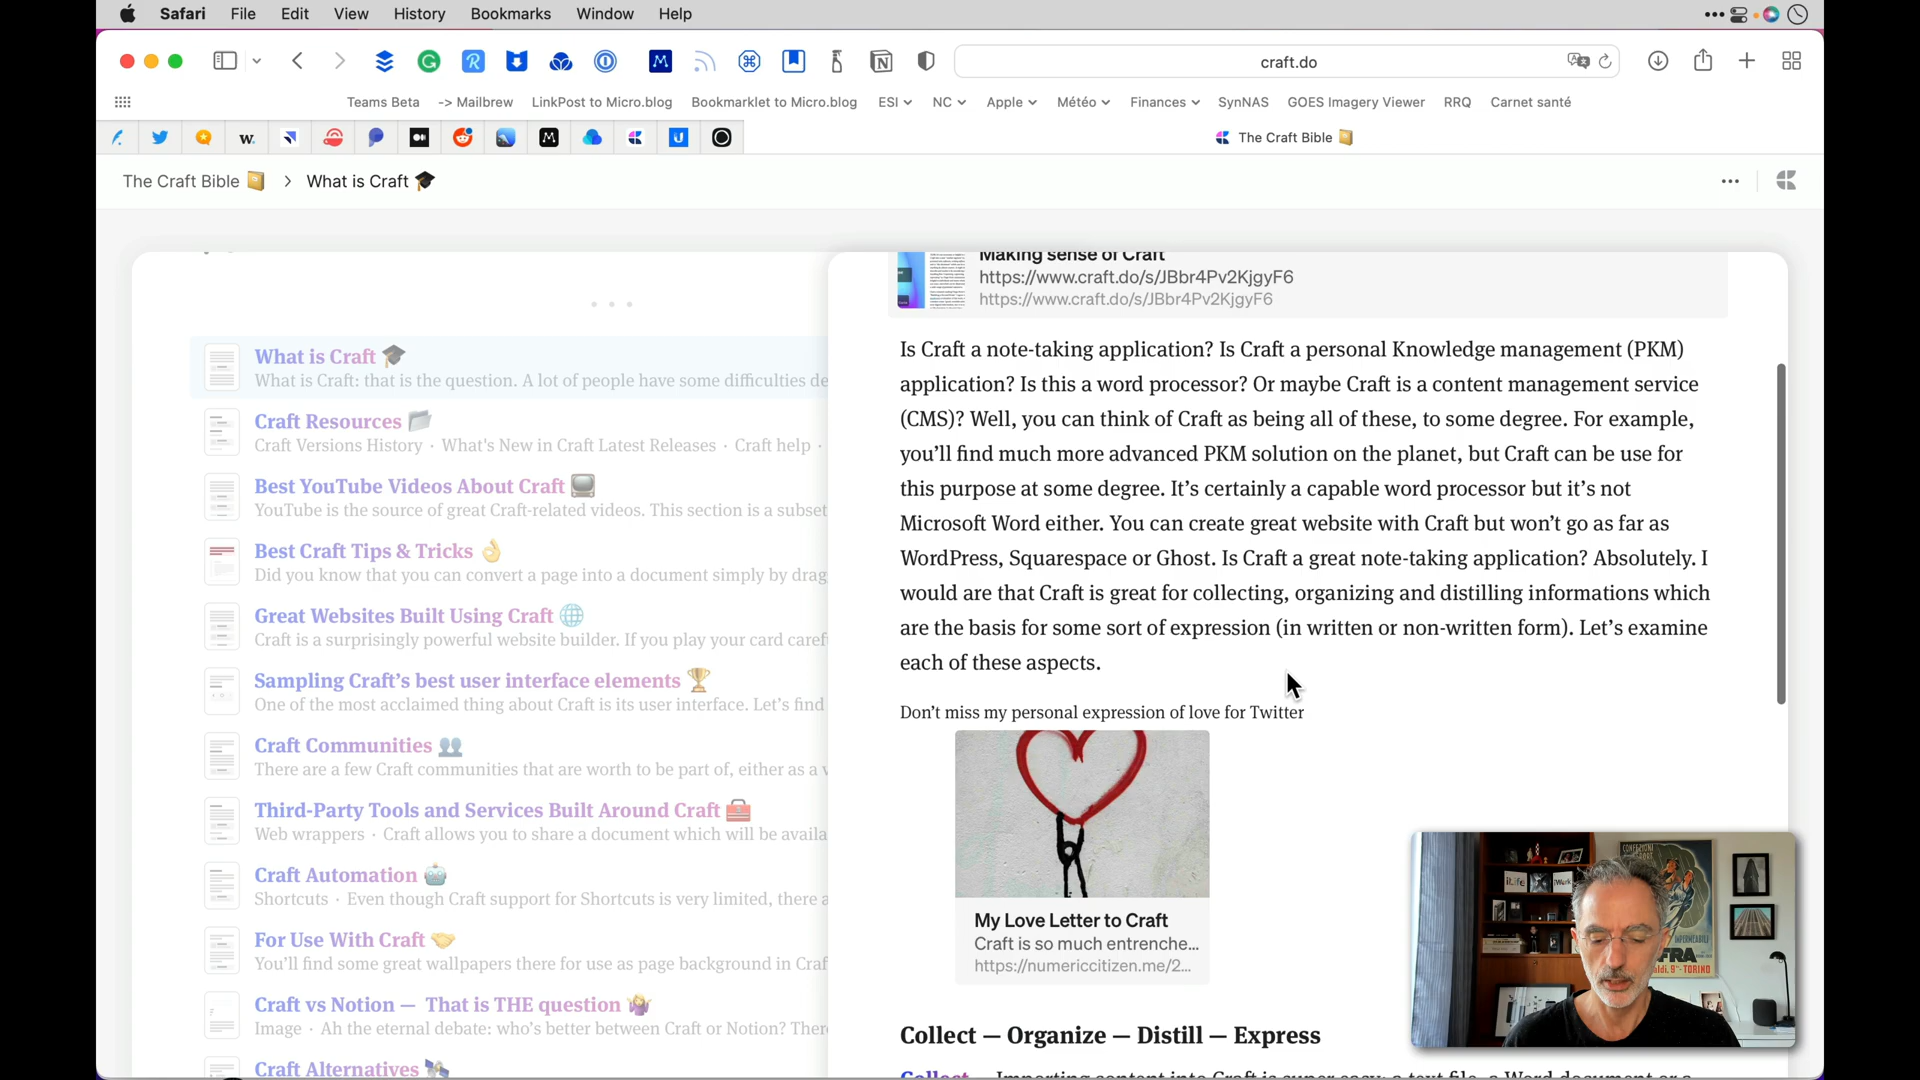 Safari File Edit View History Bookmarks Window Help
craft.do
Teams Beta -> Mailbrew LinkPost to Micro.blog Bookmarklet to Micro.blog ESI NC Apple Météo Finances SynNAS GOES Imagery Viewer RRQ Carnet santé
The Craft Bible
The Craft Bible > What is Craft
What is Craft
What is Craft: that is the question. A lot of people have some difficulties de
Craft Resources
Craft Versions History · What's New in Craft Latest Releases · Craft help ·
Best YouTube Videos About Craft
YouTube is the source of great Craft-related videos. This section is a subset
Best Craft Tips & Tricks
Did you know that you can convert a page into a document simply by drag
Great Websites Built Using Craft
Craft is a surprisingly powerful website builder. If you play your card caref
Sampling Craft’s best user interface elements
One of the most acclaimed thing about Craft is its user interface. Let’s find
Craft Communities
There are a few Craft communities that are worth to be part of, either as a v
Third-Party Tools and Services Built Around Craft
Web wrappers · Craft allows you to share a document which will be availa
Craft Automation
Shortcuts · Even though Craft support for Shortcuts is very limited, there a
For Use With Craft
You’ll find some great wallpapers there for use as page background in Craf
Craft vs Notion — That is THE question
Image · Ah the eternal debate: who’s better between Craft or Notion? Ther
Craft Alternatives
Making sense of Craft
https://www.craft.do/s/JBbr4Pv2KjgyF6
https://www.craft.do/s/JBbr4Pv2KjgyF6
Is Craft a note-taking application? Is Craft a personal Knowledge management (PKM)
application? Is this a word processor? Or maybe Craft is a content management service
(CMS)? Well, you can think of Craft as being all of these, to some degree. For example,
you’ll find much more advanced PKM solution on the planet, but Craft can be use for
this purpose at some degree. It’s certainly a capable word processor but it’s not
Microsoft Word either. You can create great website with Craft but won’t go as far as
WordPress, Squarespace or Ghost. Is Craft a great note-taking application? Absolutely. I
would are that Craft is great for collecting, organizing and distilling informations which
are the basis for some sort of expression (in written or non-written form). Let’s examine
each of these aspects.
Don’t miss my personal expression of love for Twitter
My Love Letter to Craft
Craft is so much entrenche...
https://numericcitizen.me/2...
Collect — Organize — Distill — Express
Collect — Importing content into Craft is super easy: a text file, a Word document or a
iLife
iWork